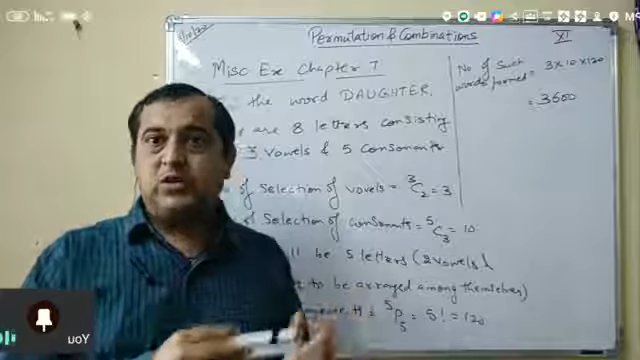 Permutation & Combinations
XI
Misc Ex Chapter 7
the word DAUGHTER.
are 8 letters consisting
3 vowels & 5 consonants
of selection of vowels = ³C₂ = 3
of Selection of consonants = ⁵C₃ = 10
be 5 letters (2 vowels &
to be arranged among themselves)
= ⁵P₅ = 5! = 120
No of such
words formed = 3 x 10 x 120
= 3600
You